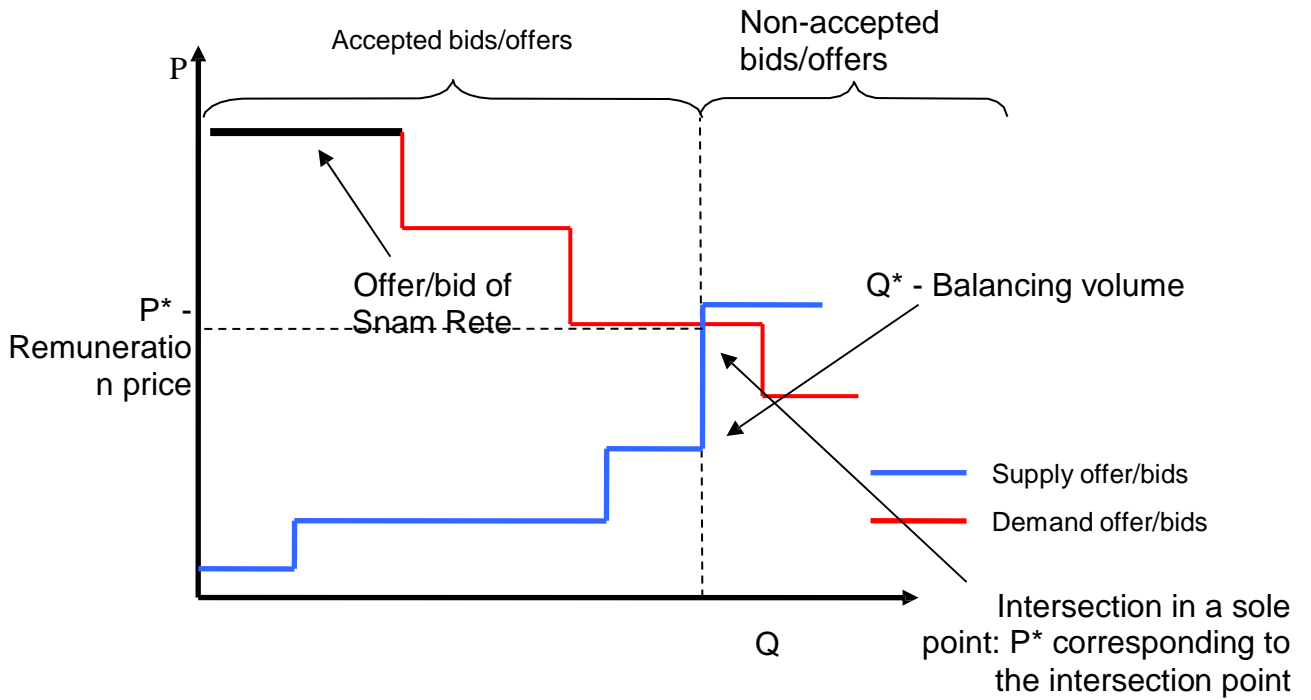 Accepted bids/offers
Non-accepted
bids/offers
P
Offer/bid of
Snam Rete
Q* - Balancing volume
P* -
Remuneratio
n price
Supply offer/bids
Demand offer/bids
Q
Intersection in a sole
point: P* corresponding to
the intersection point